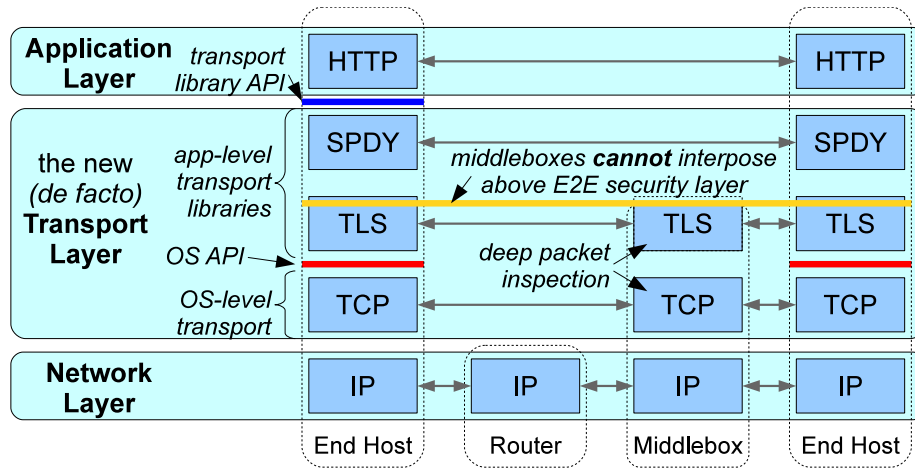 Application
Layer
transport
library API
HTTP
HTTP
the new
(de facto)
Transport
Layer
app-level
transport
libraries
SPDY
SPDY
middleboxes cannot interpose
above E2E security layer
TLS
TLS
TLS
OS API
deep packet
inspection
OS-level
transport
TCP
TCP
TCP
Network
Layer
IP
IP
IP
IP
End Host
Router
Middlebox
End Host